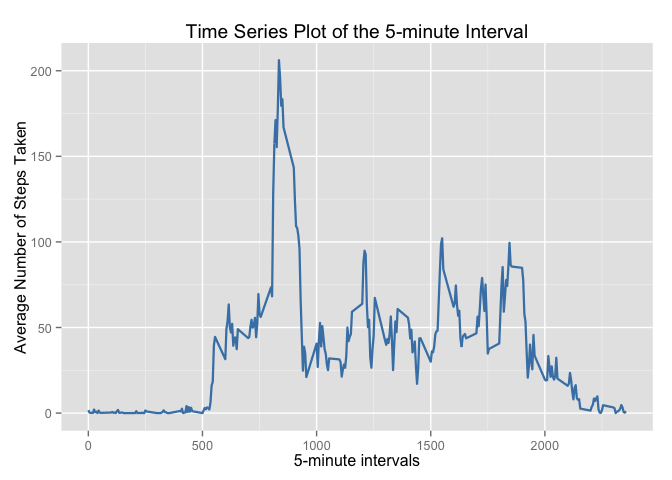 Time Series Plot of the 5-minute Interval
Average Number of Steps Taken
200
150
100
50
0
0 500 1000 1500 2000
5-minute intervals